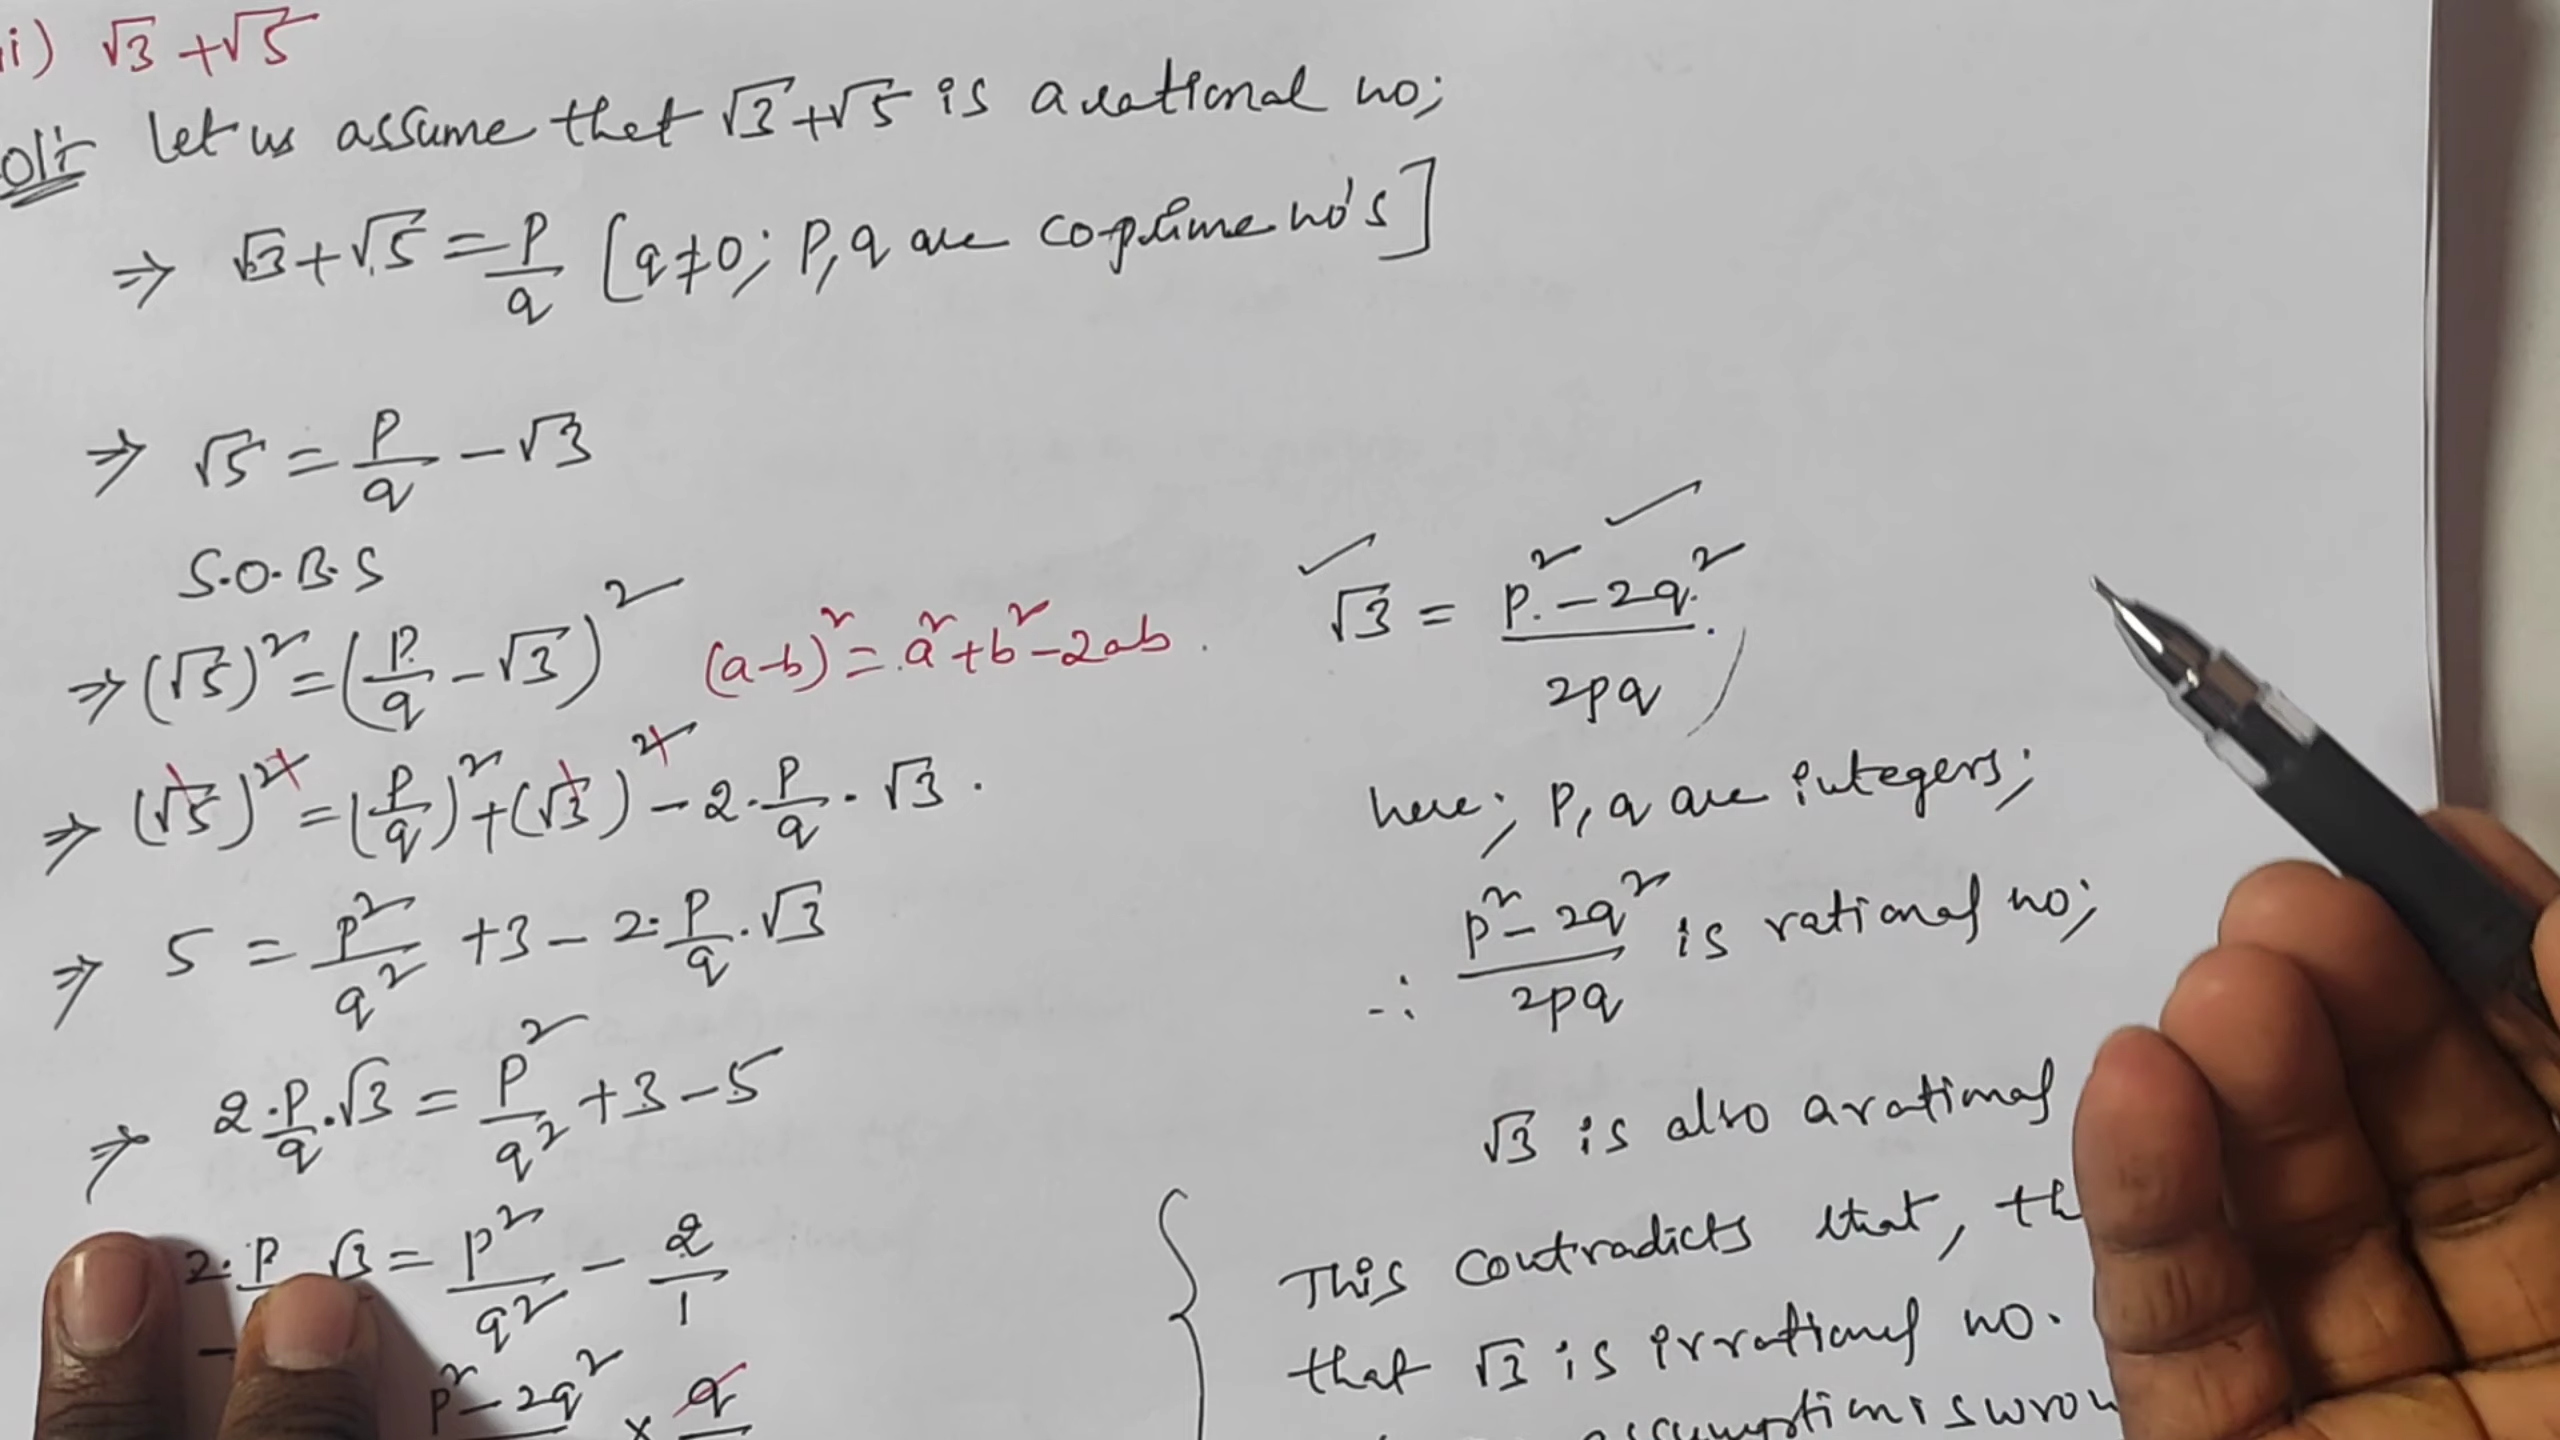 ii) √3 +√5
Let us assume that √3+√5 is a rational no;
⇒ √3+√5 = P/q [q≠0; P,q are coprime no's]
⇒ √5 = P/q − √3
S.O.B.S
⇒ (√5)² = (P/q − √3)² (a-b)² = a²+b²-2ab.
⇒ (√5)² = (P/q)² + (√3)² − 2·P/q·√3.
⇒ 5 = P²/q² +3 − 2·P/q·√3
⇒ 2·P/q·√3 = P²/q² +3−5
2·P √3 = P²/q² − 2/1
P²−2q² × q
√3 = P²−2q²/2pq
here; P,q are integers;
∴ P²−2q²/2pq is rational no;
√3 is also a rational
This contradicts that,
that √3 is irrational no.